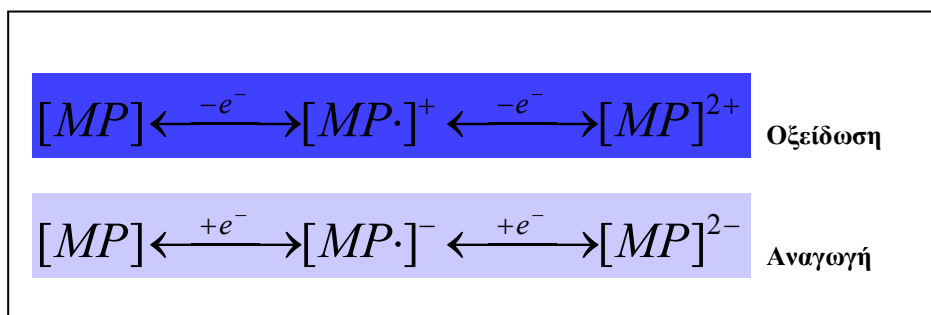 [MP] ←−e⁻→ [MP·]⁺ ←−e⁻→ [MP]²⁺ Οξείδωση
[MP] ←+e⁻→ [MP·]⁻ ←+e⁻→ [MP]²⁻ Αναγωγή